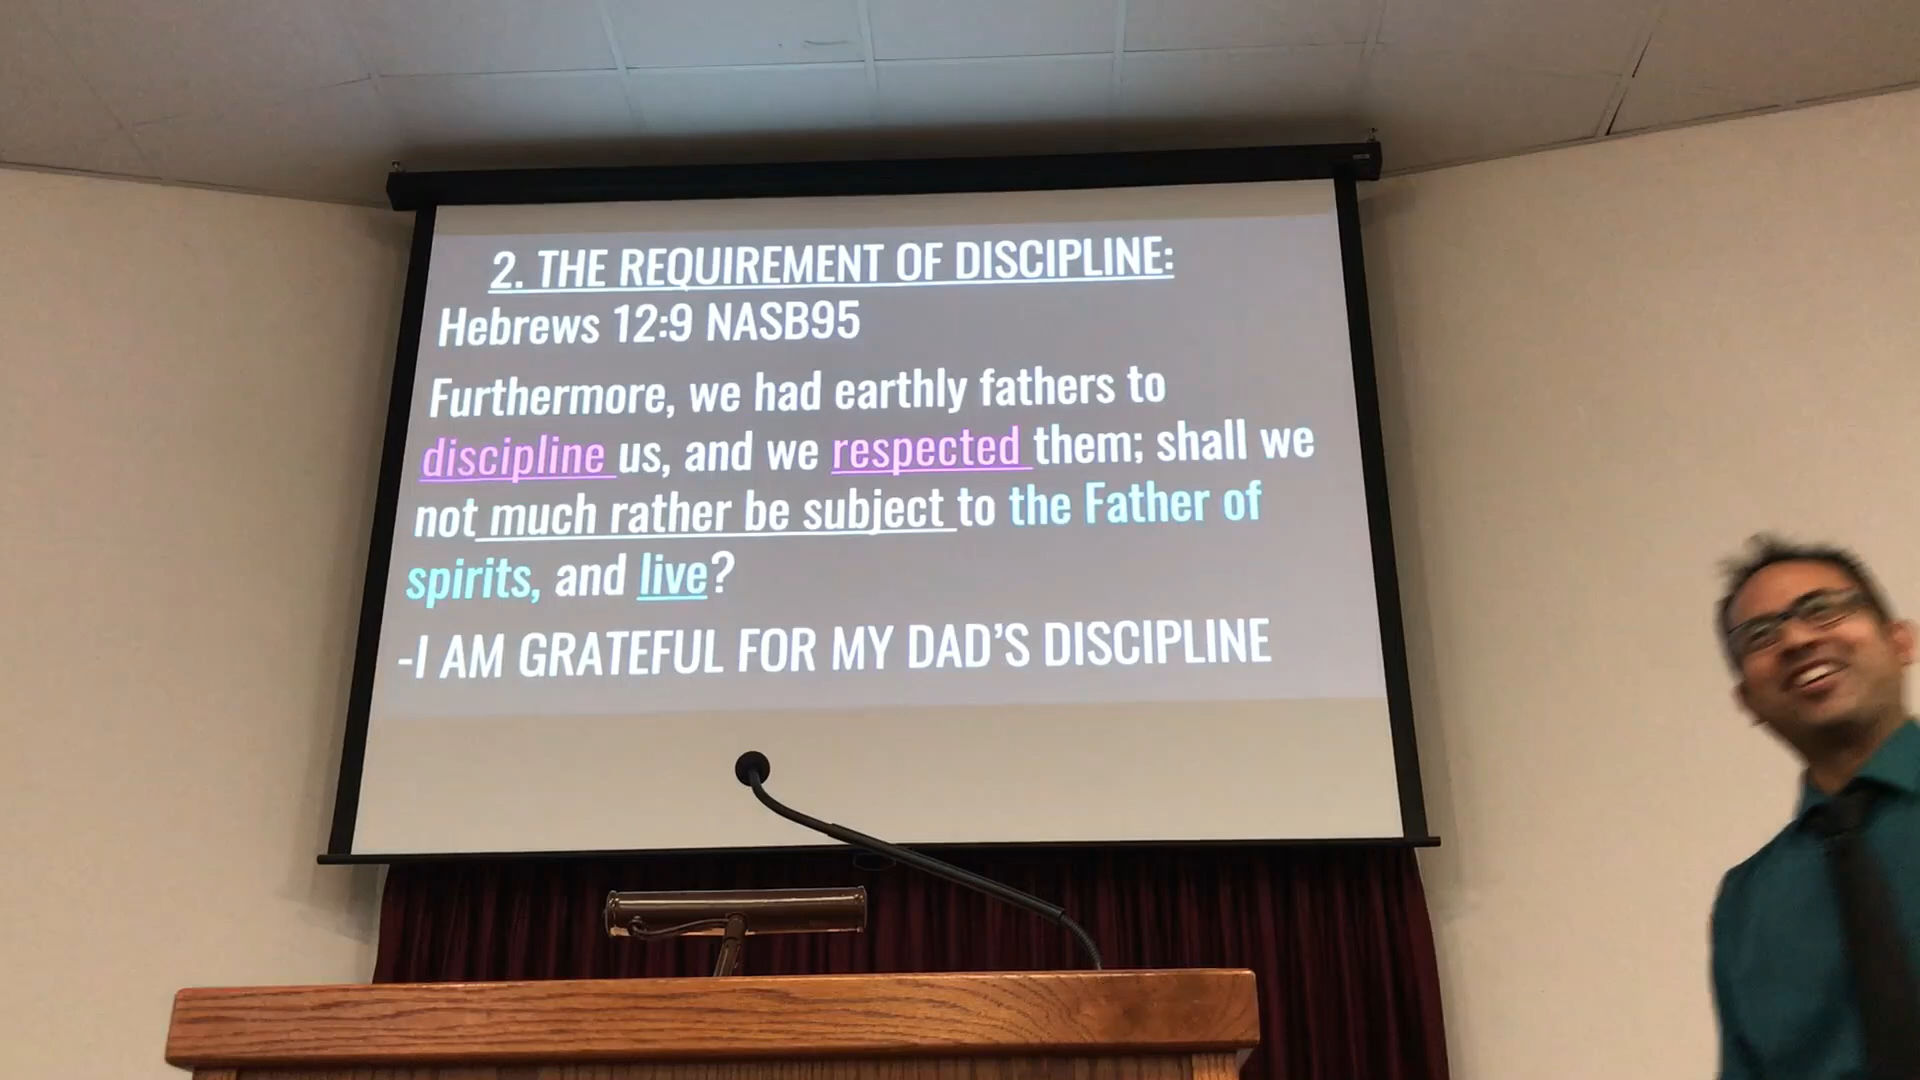 2. THE REQUIREMENT OF DISCIPLINE:
Hebrews 12:9 NASB95
Furthermore, we had earthly fathers to
discipline us, and we respected them; shall we
not much rather be subject to the Father of
spirits, and live?
-I AM GRATEFUL FOR MY DAD’S DISCIPLINE